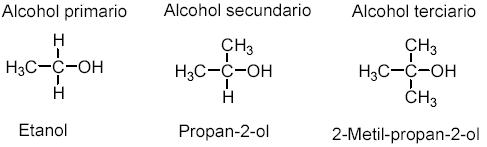 Alcohol primario Alcohol secundario Alcohol terciario
H CH₃ CH₃
H₃C–C–OH H₃C–C–OH H₃C–C–OH
H H CH₃
Etanol Propan-2-ol 2-Metil-propan-2-ol